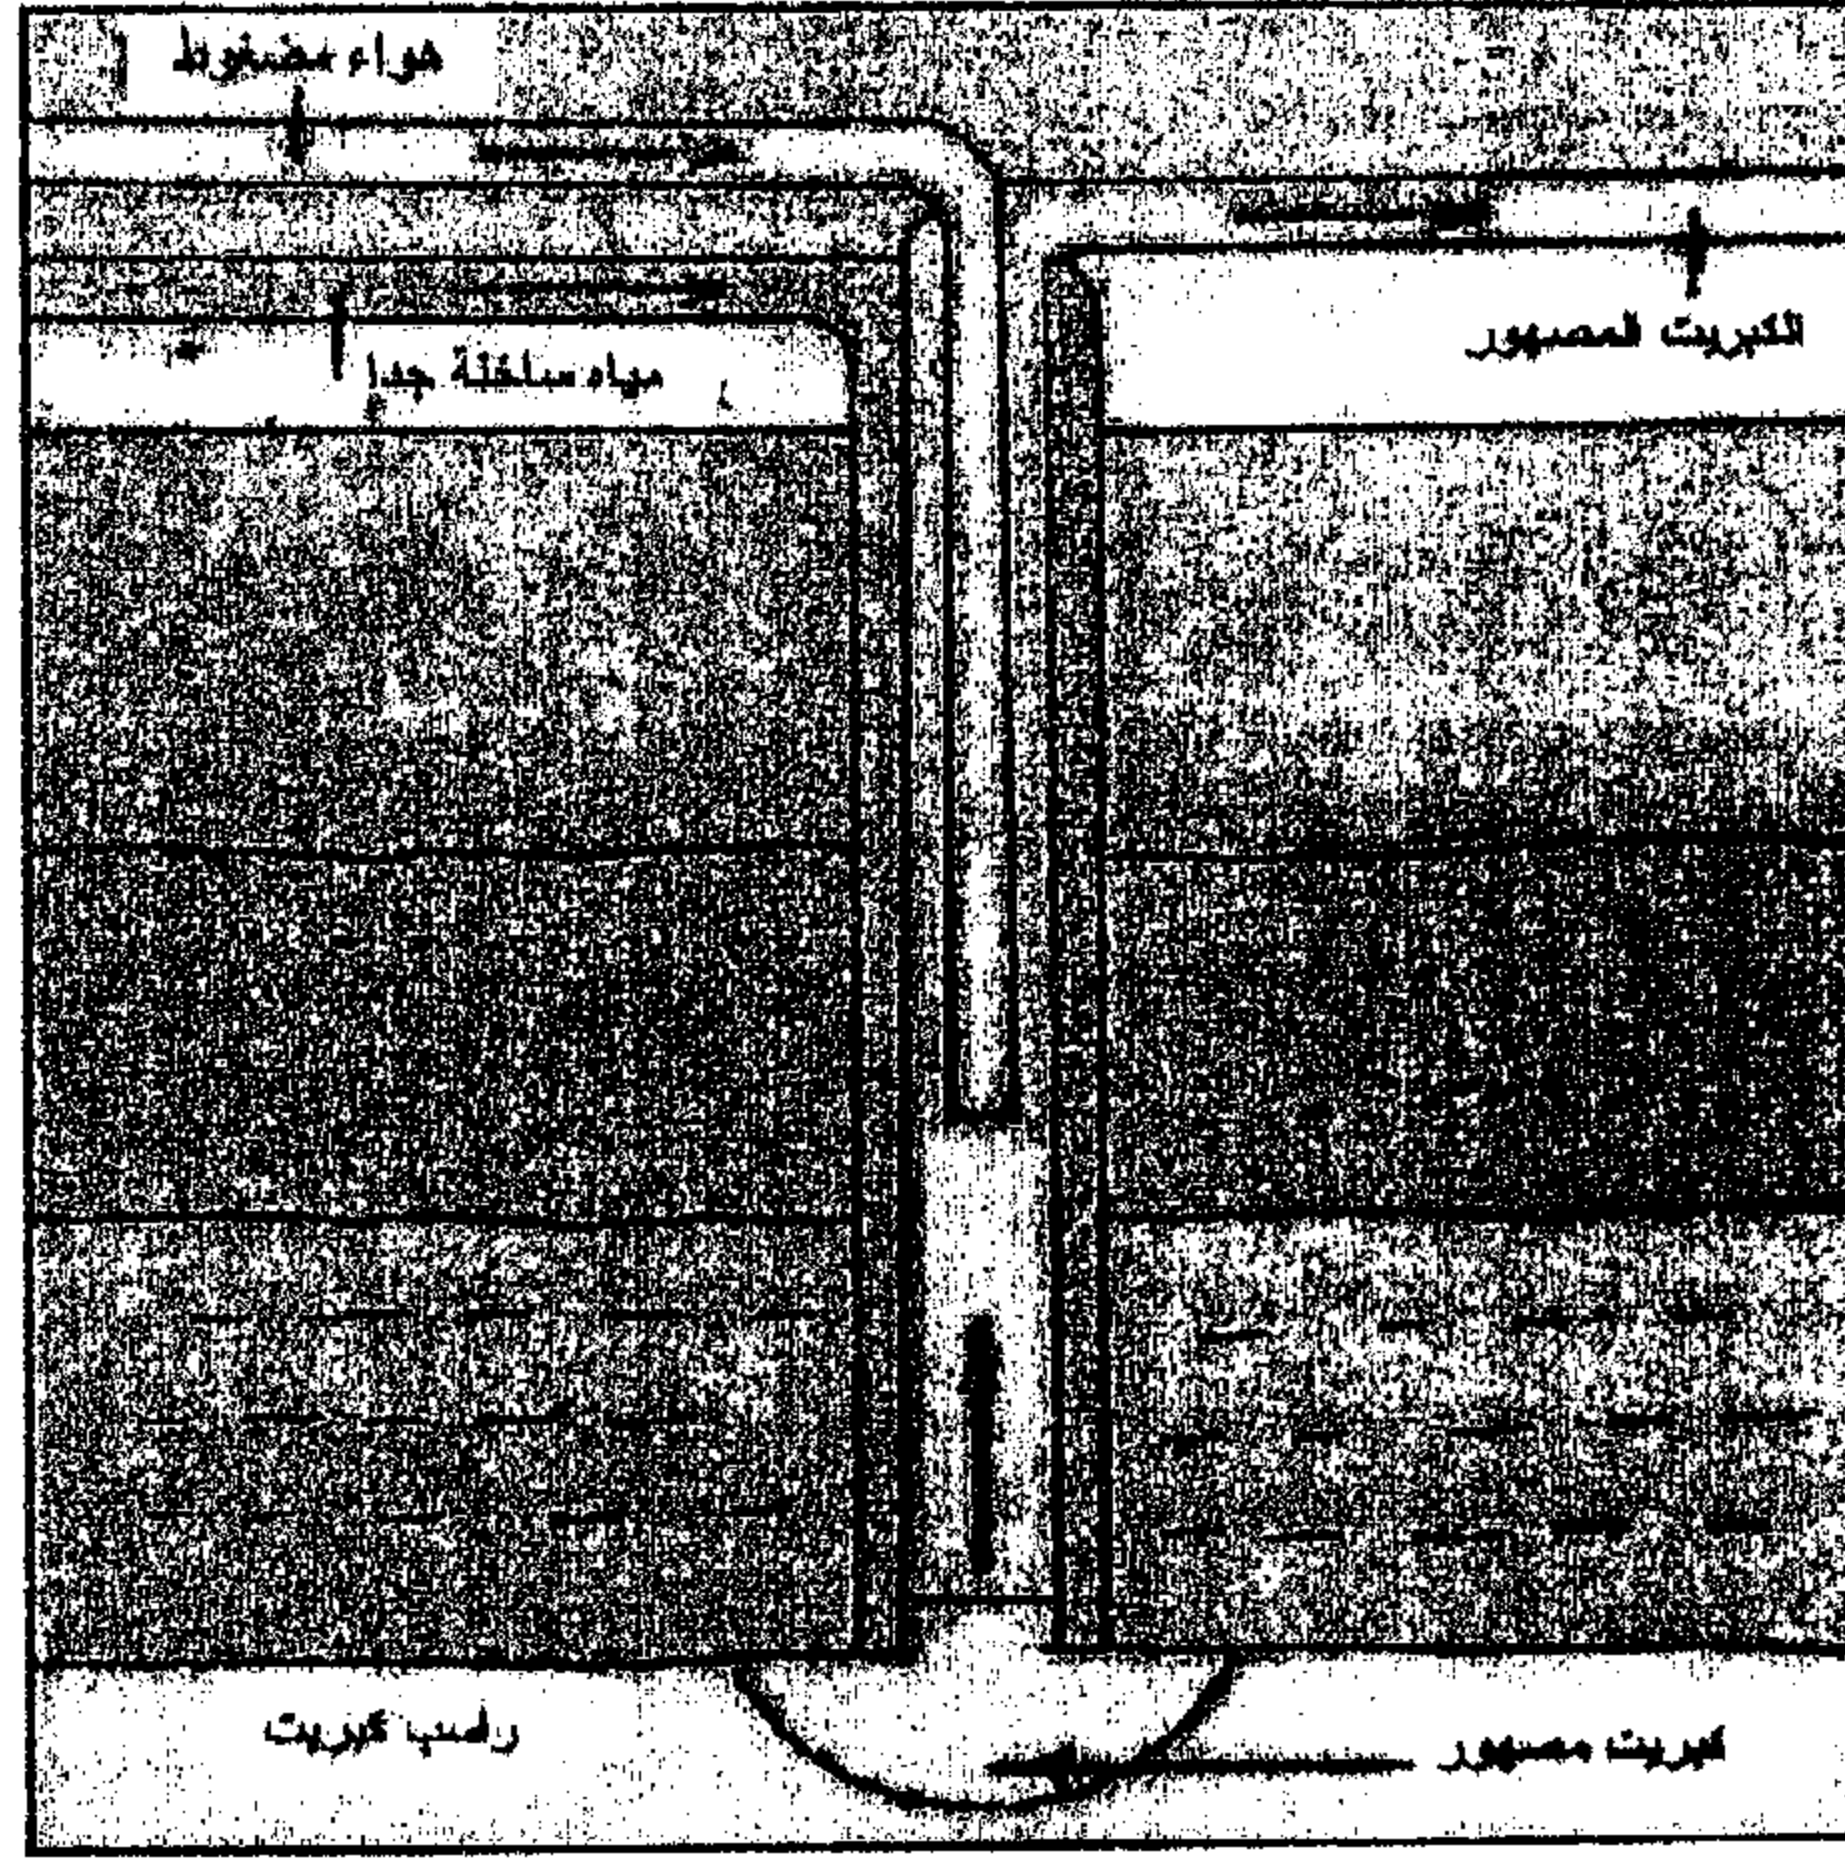 هواء مضغوط
الكبريت المصهور
مياه ساخنة جدا
راسب كبريت
كبريت مصهور